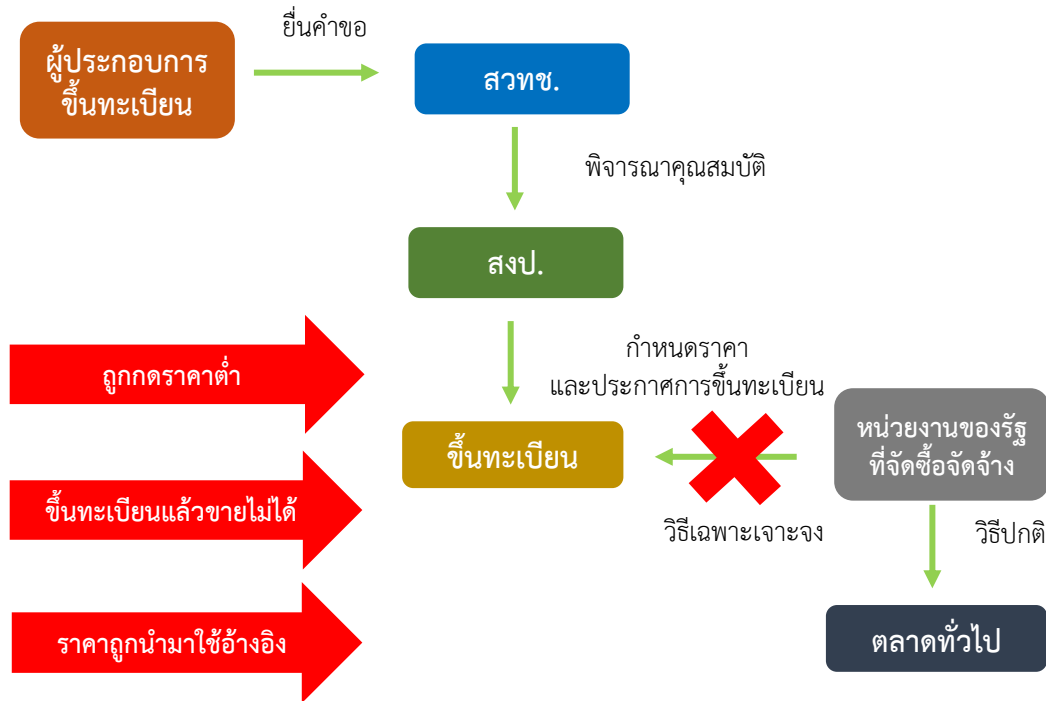 ยื่นคำขอ
ผู้ประกอบการ
ขึ้นทะเบียน
สวทช.
พิจารณาคุณสมบัติ
สงป.
กำหนดราคา
และประกาศการขึ้นทะเบียน
ถูกกดราคาต่ำ
ขึ้นทะเบียน
หน่วยงานของรัฐ
ที่จัดซื้อจัดจ้าง
ขึ้นทะเบียนแล้วขายไม่ได้
วิธีเฉพาะเจาะจง
วิธีปกติ
ราคาถูกนำมาใช้อ้างอิง
ตลาดทั่วไป